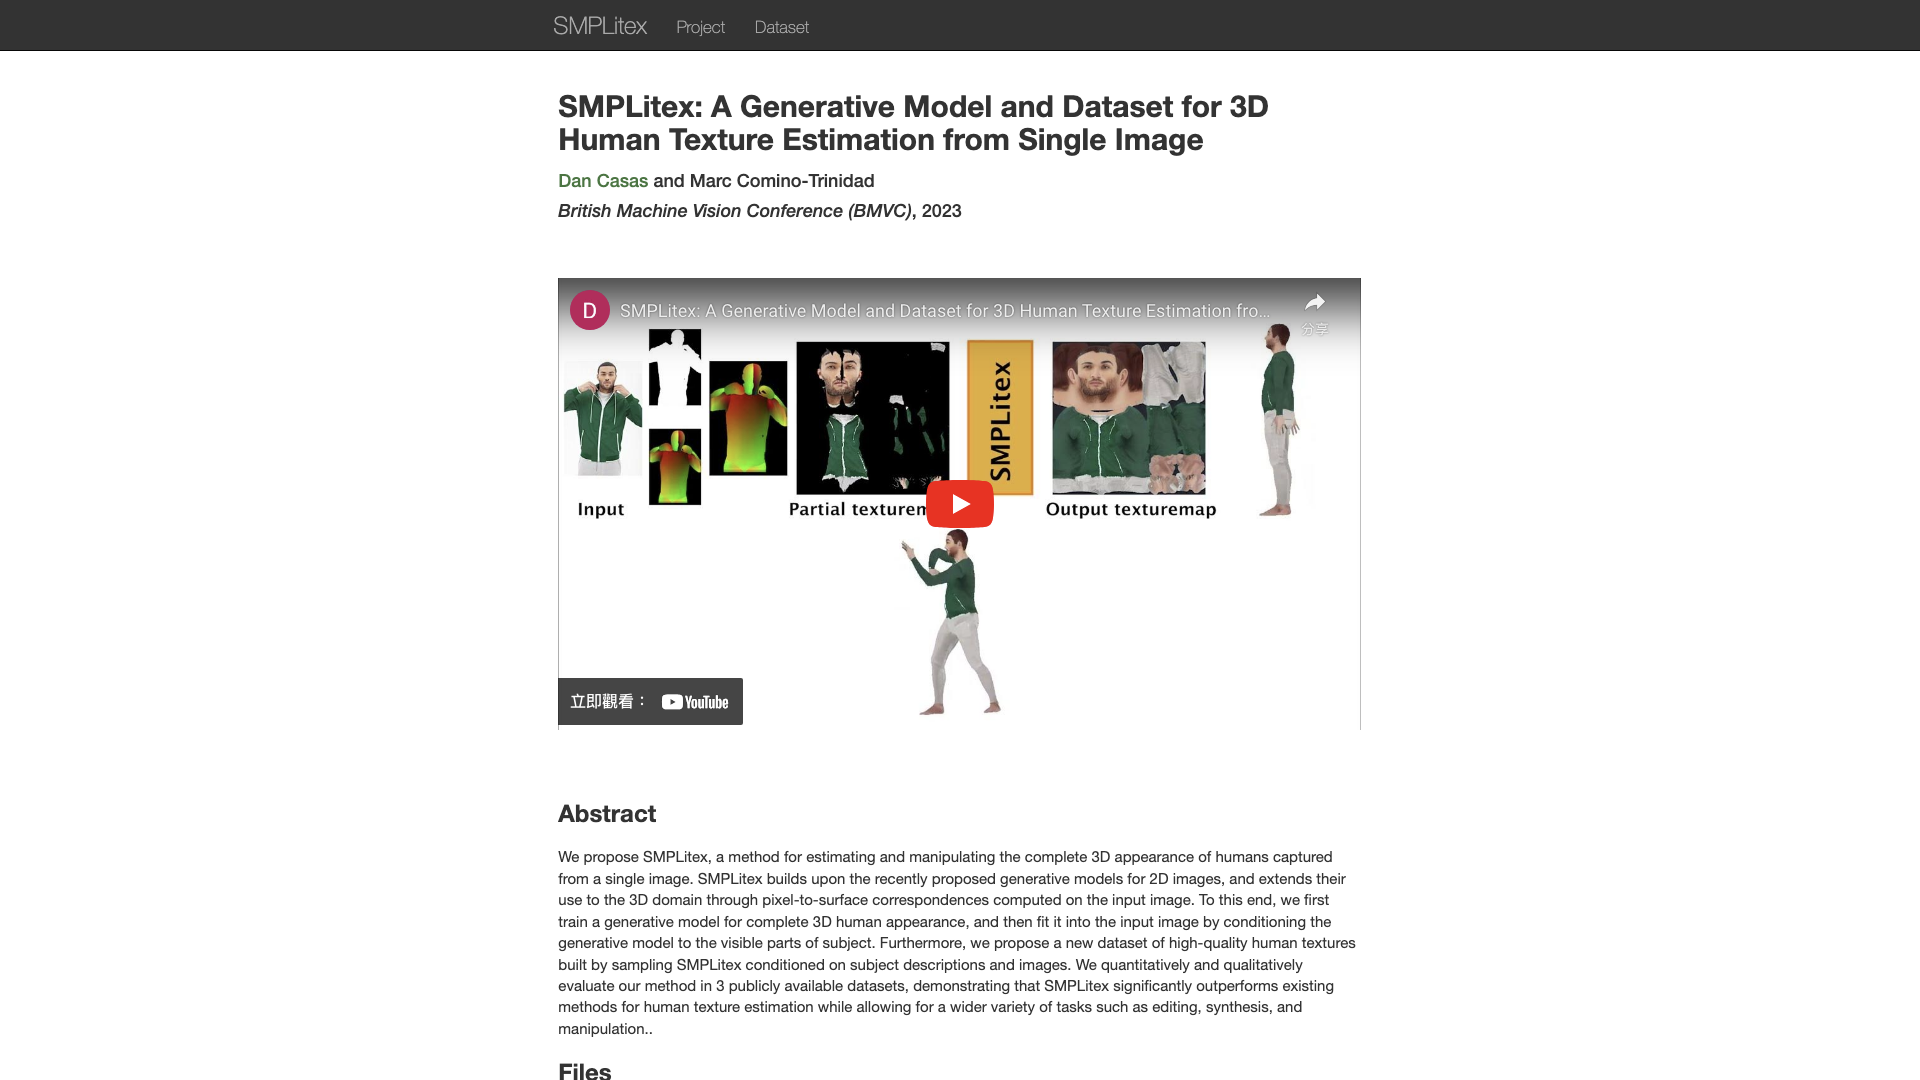 SMPLitex Project Dataset
SMPLitex: A Generative Model and Dataset for 3D
Human Texture Estimation from Single Image
Dan Casas and Marc Comino-Trinidad
British Machine Vision Conference (BMVC), 2023
D SMPLitex: A Generative Model and Dataset for 3D Human Texture Estimation fro...
分享
SMPLitex
Input
Partial texturem
Output texturemap
立即觀看：
YouTube
Abstract
We propose SMPLitex, a method for estimating and manipulating the complete 3D appearance of humans captured
from a single image. SMPLitex builds upon the recently proposed generative models for 2D images, and extends their
use to the 3D domain through pixel-to-surface correspondences computed on the input image. To this end, we first
train a generative model for complete 3D human appearance, and then fit it into the input image by conditioning the
generative model to the visible parts of subject. Furthermore, we propose a new dataset of high-quality human textures
built by sampling SMPLitex conditioned on subject descriptions and images. We quantitatively and qualitatively
evaluate our method in 3 publicly available datasets, demonstrating that SMPLitex significantly outperforms existing
methods for human texture estimation while allowing for a wider variety of tasks such as editing, synthesis, and
manipulation..
Files